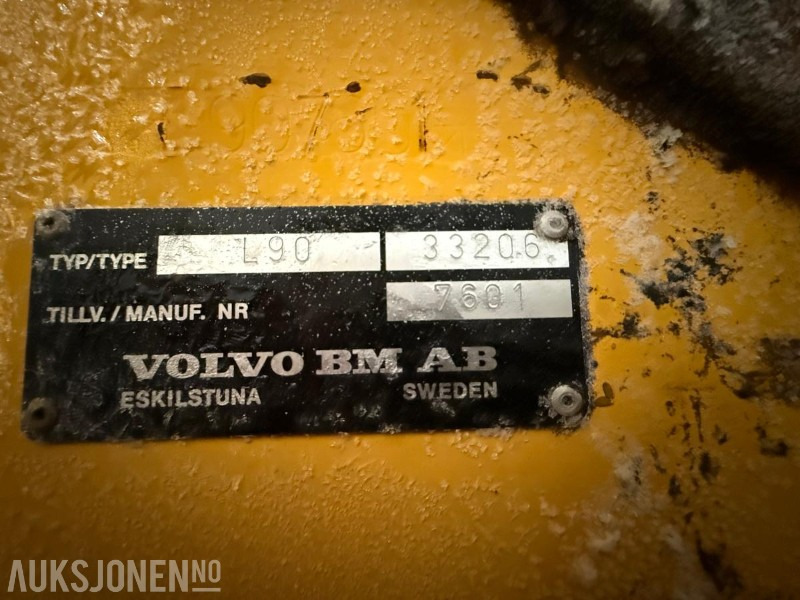 TYP/TYPE L90 33206
TILLV./MANUF. NR 7601
VOLVO BM AB
ESKILSTUNA SWEDEN
AUKSJONEN.NO